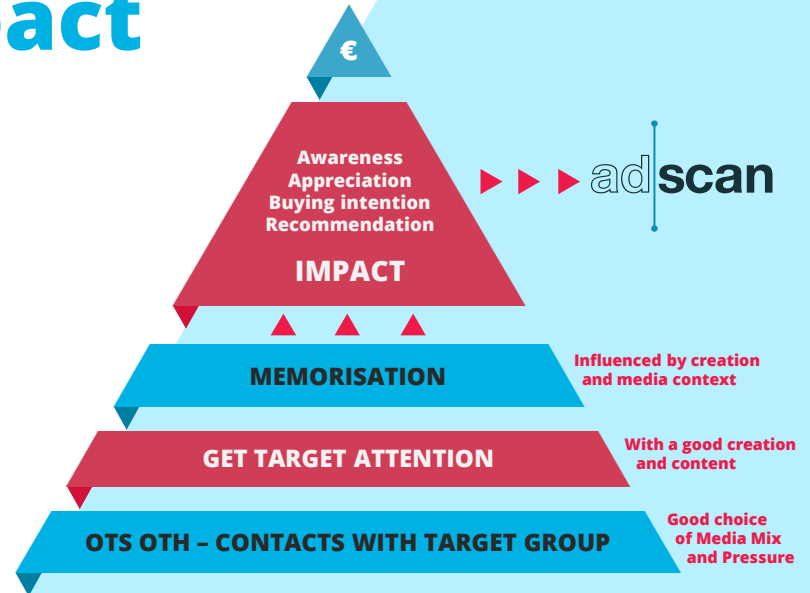 act
€
Awareness
Appreciation
Buying intention
Recommendation
IMPACT
adscan
MEMORISATION
Influenced by creation
and media context
GET TARGET ATTENTION
With a good creation
and content
OTS OTH – CONTACTS WITH TARGET GROUP
Good choice
of Media Mix
and Pressure